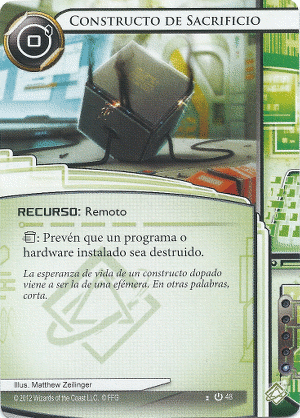 0
CONSTRUCTO DE SACRIFICIO
RECURSO: Remoto
: Prevén que un programa o
hardware instalado sea destruido.
La esperanza de vida de un constructo dopado
viene a ser la de una efémera. En otras palabras,
corta.
Illus. Matthew Zeilinger
© 2012 Wizards of the Coast LLC. © FFG
48